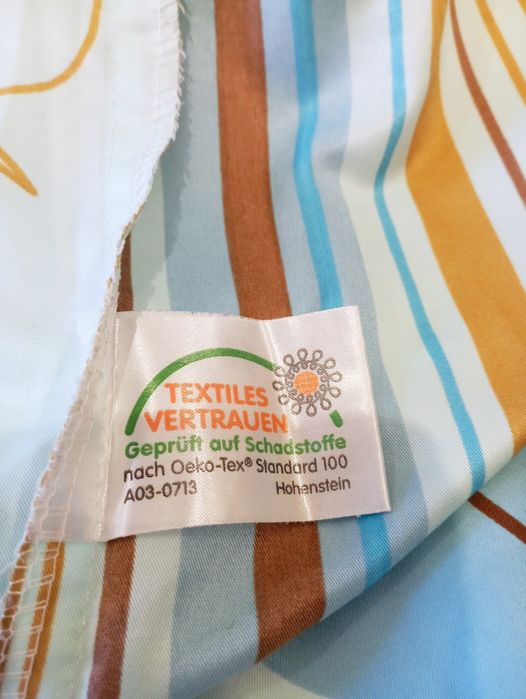 TEXTILES
VERTRAUEN
Geprüft auf Schadstoffe
nach Oeko-Tex® Standard 100
A03-0713 Hohenstein